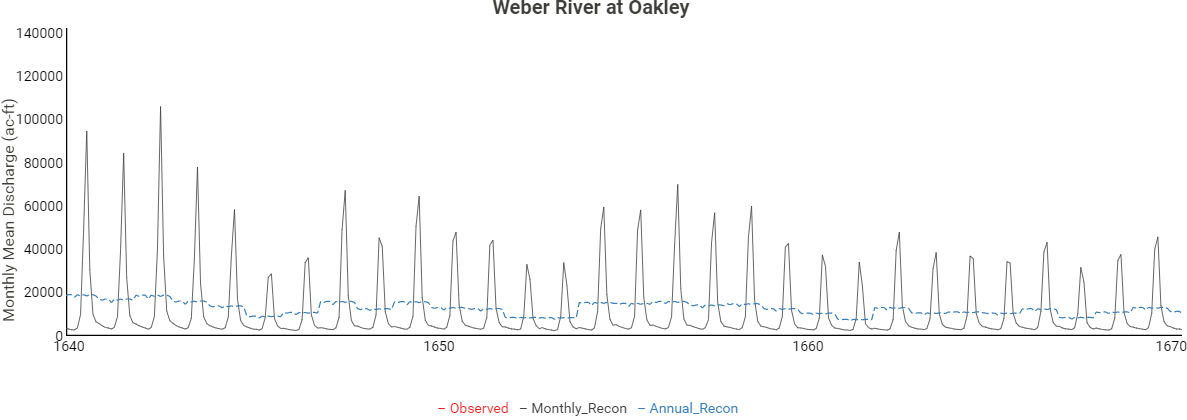 Weber River at Oakley
Monthly Mean Discharge (ac-ft)
140000
120000
100000
80000
60000
40000
20000
0
1640 1650 1660 1670
Observed Monthly_Recon Annual_Recon